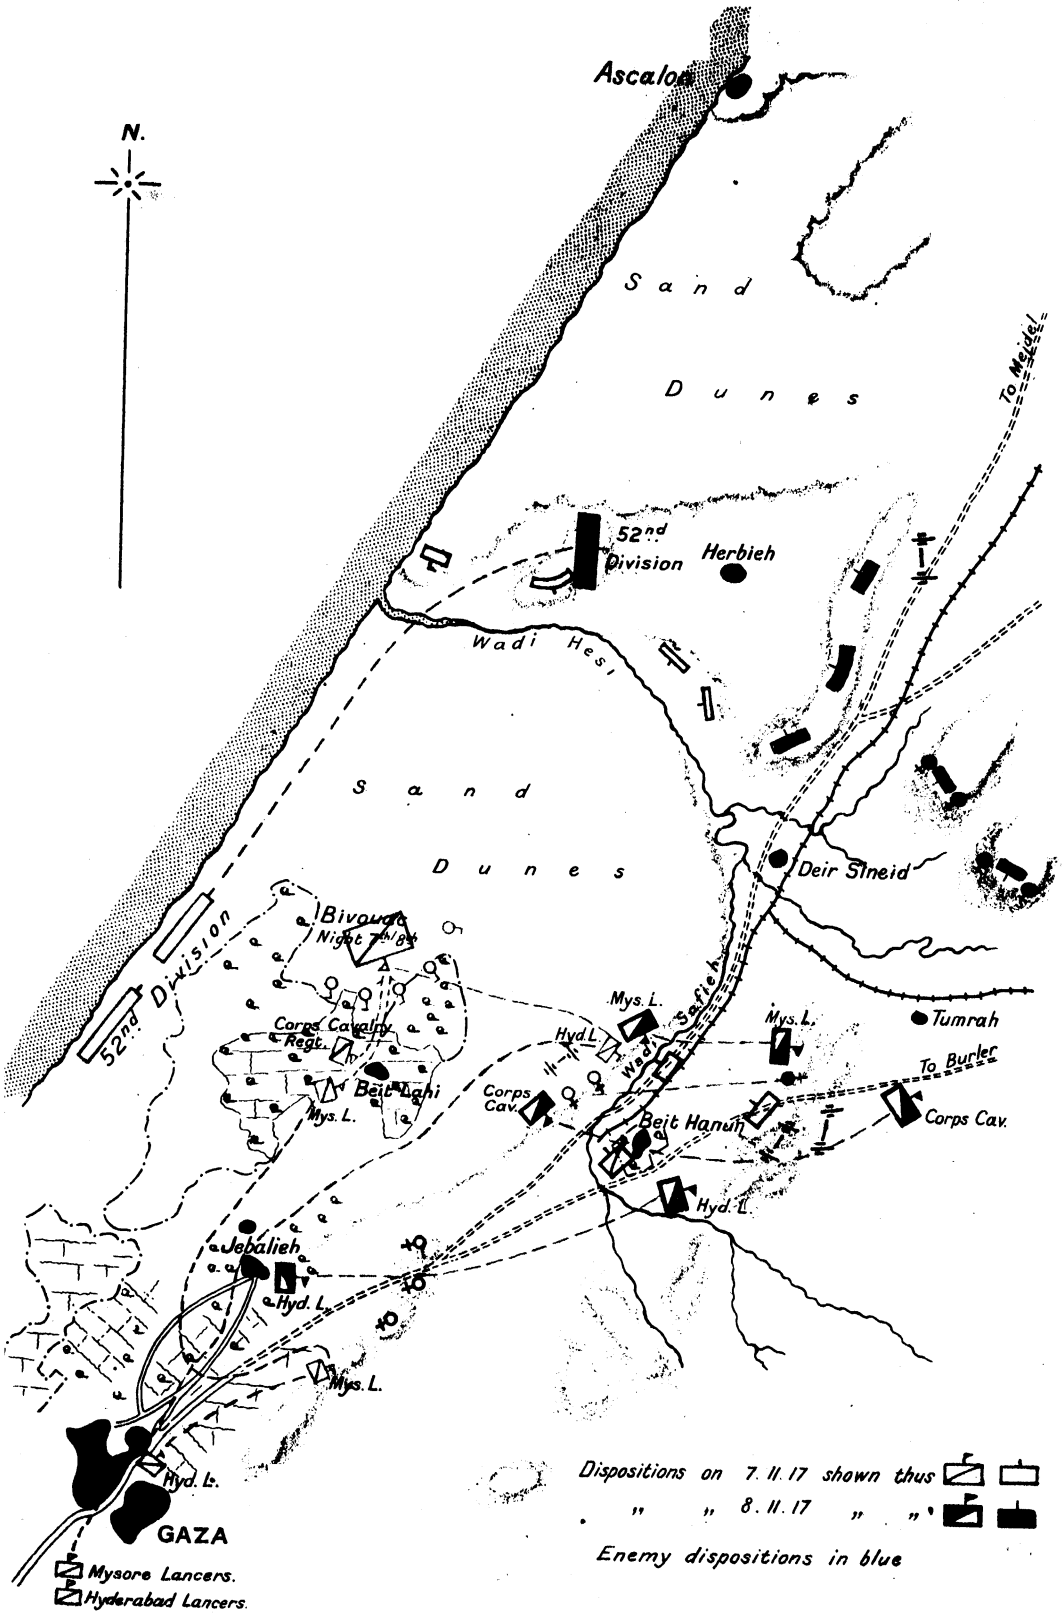 Ascalon
N.
Sand
Dunes
To Mejdel
52nd
Division
Herbieh
Wadi Hesi
Sand
Dunes
Deir Sineid
Bivouac
Night 7th/8th
52nd Division
Wadi Safieh
Mys. L.
Mys. L.
Tumrah
Corps Cavalry
Regt.
Hyd. L.
To Burler
Beit Lahi
Mys. L.
Corps
Cav.
Beit Hanun
Corps Cav.
Hyd. L.
Jebalieh
Hyd. L.
Mys. L.
Hyd. L.
GAZA
Dispositions on 7.11.17 shown thus
" " 8.11.17 " "
Enemy dispositions in blue
Mysore Lancers.
Hyderabad Lancers.